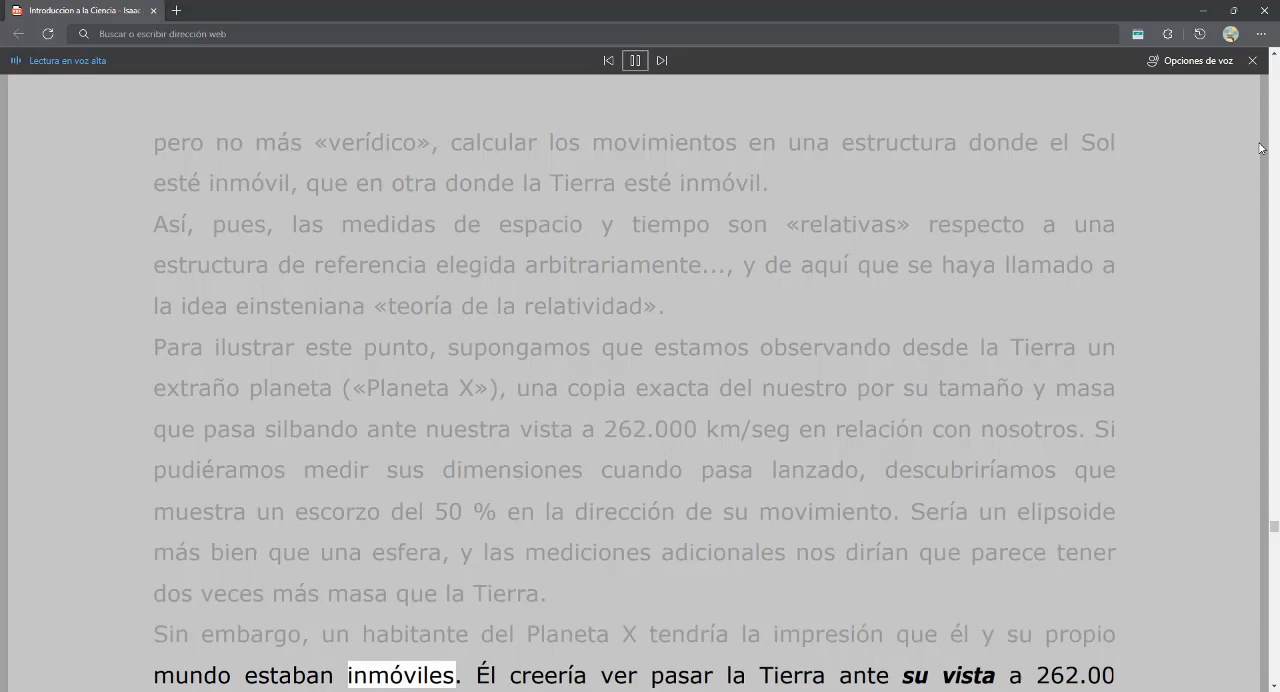 Introduccion a la Ciencia - Isaac
Buscar o escribir dirección web
Lectura en voz alta
Opciones de voz
pero no más «verídico», calcular los movimientos en una estructura donde el Sol
esté inmóvil, que en otra donde la Tierra esté inmóvil.
Así, pues, las medidas de espacio y tiempo son «relativas» respecto a una
estructura de referencia elegida arbitrariamente..., y de aquí que se haya llamado a
la idea einsteniana «teoría de la relatividad».
Para ilustrar este punto, supongamos que estamos observando desde la Tierra un
extraño planeta («Planeta X»), una copia exacta del nuestro por su tamaño y masa
que pasa silbando ante nuestra vista a 262.000 km/seg en relación con nosotros. Si
pudiéramos medir sus dimensiones cuando pasa lanzado, descubriríamos que
muestra un escorzo del 50 % en la dirección de su movimiento. Sería un elipsoide
más bien que una esfera, y las mediciones adicionales nos dirían que parece tener
dos veces más masa que la Tierra.
Sin embargo, un habitante del Planeta X tendría la impresión que él y su propio
mundo estaban inmóviles. Él creería ver pasar la Tierra ante su vista a 262.00